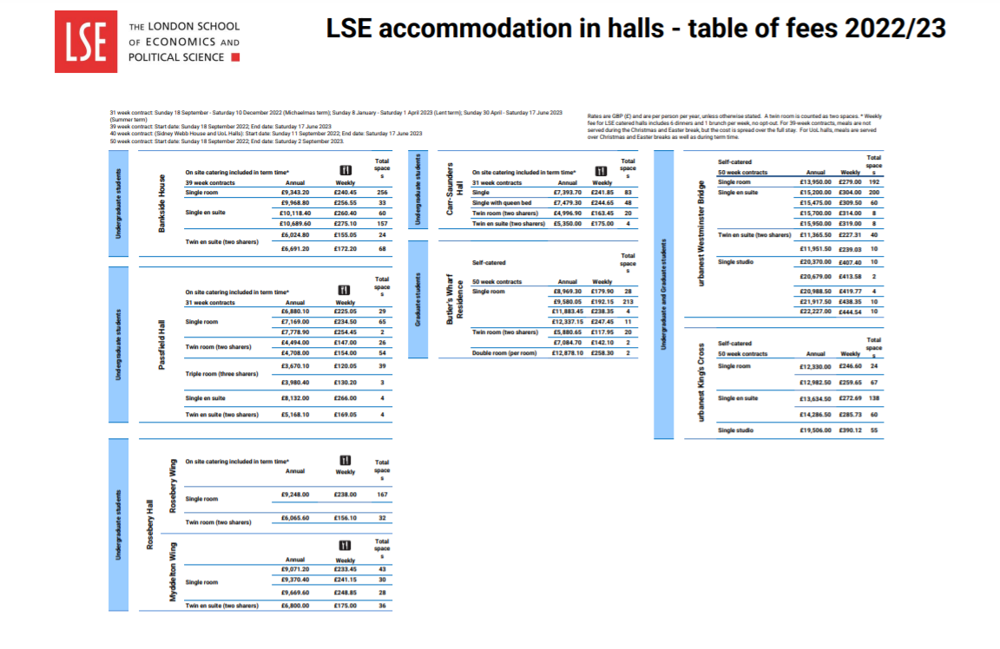 LSE
THE LONDON SCHOOL
OF ECONOMICS AND
POLITICAL SCIENCE
LSE accommodation in halls - table of fees 2022/23
31 week contract: Sunday 18 September - Saturday 10 December 2022 (Michaelmas term); Sunday 8 January - Saturday 1 April 2023 (Lent term); Sunday 30 April - Saturday 17 June 2023
(Summer term)
39 week contract: Start date: Sunday 18 September 2022; End date: Saturday 17 June 2023
40 week contract: (Sidney Webb House and UoL Halls): Start date: Sunday 11 September 2022; End date: Saturday 17 June 2023
50 week contract: Start date: Sunday 18 September 2022; End date: Saturday 2 September 2023.
Rates are GBP (£) and are per person per year, unless otherwise stated. A twin room is counted as two spaces. * Weekly
fee for LSE catered halls includes 6 dinners and 1 brunch per week, no opt-out. For 39-week contracts, meals are not
served during the Christmas and Easter break, but the cost is spread over the full stay. For UoL halls, meals are served
over Christmas and Easter breaks as well as during term time.
Undergraduate students
Bankside House
On site catering included in term time*
Total
space
s
39 week contracts Annual Weekly
Single room £9,343.20 £240.45 256
£9,968.80 £256.55 33
Single en suite £10,118.40 £260.40 60
£10,689.60 £275.10 157
£6,024.80 £155.05 24
Twin en suite (two sharers)
£6,691.20 £172.20 68
Undergraduate students
Passfield Hall
On site catering included in term time*
Total
space
s
31 week contracts Annual Weekly
£6,880.10 £225.05 29
Single room £7,169.00 £234.50 65
£7,778.90 £254.45 2
£4,494.00 £147.00 26
Twin room (two sharers)
£4,708.00 £154.00 54
£3,670.10 £120.05 39
Triple room (three sharers)
£3,980.40 £130.20 3
Single en suite £8,132.00 £266.00 4
Twin en suite (two sharers) £5,168.10 £169.05 4
Undergraduate students
Rosebery Hall
Rosebery Wing
On site catering included in term time*
Total
space
s
Annual Weekly
£9,248.00 £238.00 167
Single room
£6,065.60 £156.10 32
Twin room (two sharers)
Myddelton Wing
Total
space
s
Annual Weekly
£9,071.20 £233.45 43
Single room £9,370.40 £241.15 30
£9,669.60 £248.85 28
Twin en suite (two sharers) £6,800.00 £175.00 36
Undergraduate students
Carr-Saunders
Hall
On site catering included in term time*
Total
space
s
31 week contracts Annual Weekly
Single £7,393.70 £241.85 83
Single with queen bed £7,479.30 £244.65 48
Twin room (two sharers) £4,996.90 £163.45 20
Twin en suite (two sharers) £5,350.00 £175.00 4
Graduate students
Butler's Wharf
Residence
Self-catered
Total
space
s
50 week contracts Annual Weekly
Single room £8,969.30 £179.90 28
£9,580.05 £192.15 213
£11,883.45 £238.35 4
£12,337.15 £247.45 11
Twin room (two sharers) £5,880.65 £117.95 20
£7,084.70 £142.10 2
Double room (per room) £12,878.10 £258.30 2
Undergraduate and Graduate students
urbanest Westminster Bridge
Self-catered
Total
space
s
50 week contracts Annual Weekly
Single room £13,950.00 £279.00 192
Single en suite £15,200.00 £304.00 200
£15,475.00 £309.50 60
£15,700.00 £314.00 8
£15,950.00 £319.00 8
Twin en suite (two sharers) £11,365.50 £227.31 40
£11,951.50 £239.03 10
Single studio £20,370.00 £407.40 10
£20,679.00 £413.58 2
£20,988.50 £419.77 4
£21,917.50 £438.35 10
£22,227.00 £444.54 10
urbanest King's Cross
Self-catered
Total
space
s
50 week contracts Annual Weekly
Single room £12,330.00 £246.60 24
£12,982.50 £259.65 67
Single en suite £13,634.50 £272.69 138
£14,286.50 £285.73 60
Single studio £19,506.00 £390.12 55